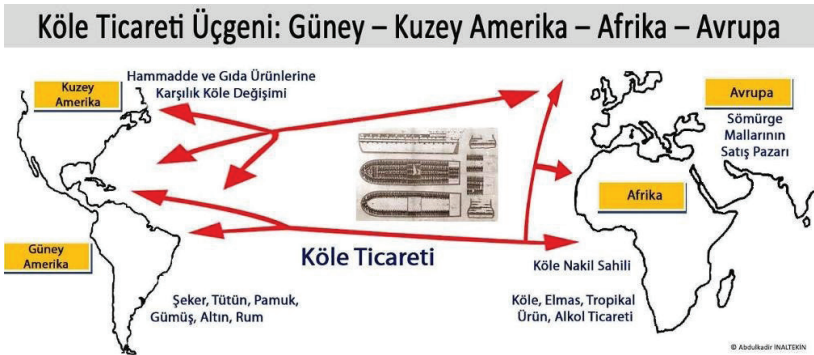 Köle Ticareti Üçgeni: Güney – Kuzey Amerika – Afrika – Avrupa
Kuzey
Amerika
Hammadde ve Gıda Ürünlerine
Karşılık Köle Değişimi
Avrupa
Sömürge
Mallarının
Satış Pazarı
Afrika
Güney
Amerika
Köle Ticareti
Köle Nakil Sahili
Şeker, Tütün, Pamuk,
Gümüş, Altın, Rum
Köle, Elmas, Tropikal
Ürün, Alkol Ticareti
© Abdulkadir INALTEKIN